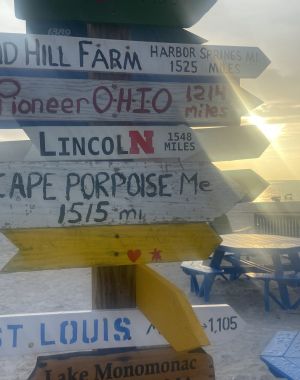 ND HILL FARM HARBOR SPRINGS MI
1525 MILES
Pioneer OHIO 1214
miles
LINCOLN 1548
MILES
CAPE PORPOISE Me
1515 mi
ST. LOUIS 1,105
Lake Monomonac